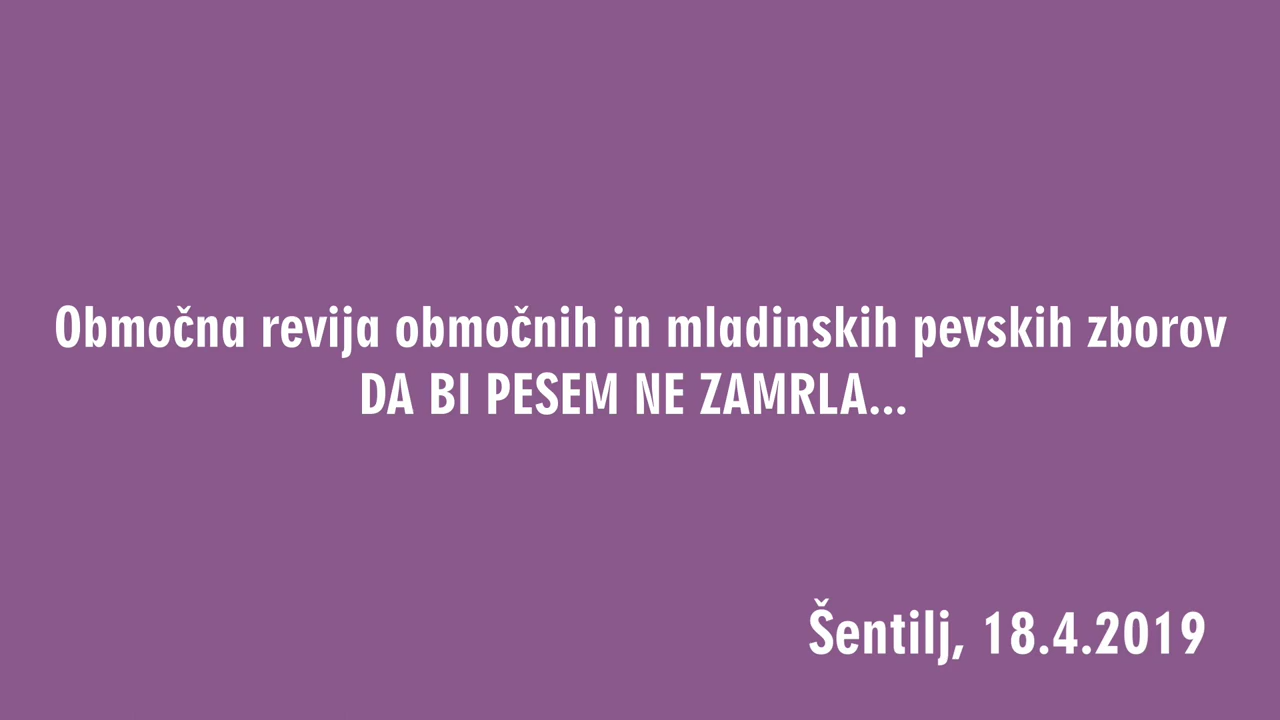 Območna revija območnih in mladinskih pevskih zborov
DA BI PESEM NE ZAMRLA...
Šentilj, 18.4.2019